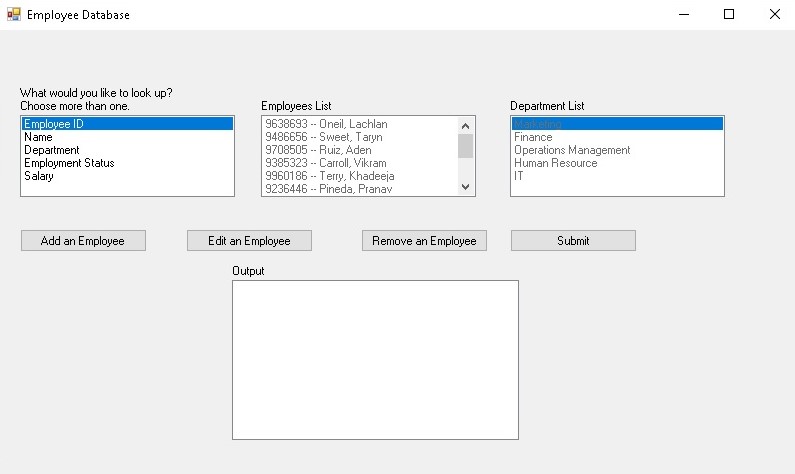 Employee Database
What would you like to look up?
Choose more than one.
Employee ID
Name
Department
Employment Status
Salary
Employees List
9638693 -- Oneil, Lachlan
9486656 -- Sweet, Taryn
9708505 -- Ruiz, Aden
9385323 -- Carroll, Vikram
9960186 -- Terry, Khadeeja
9236446 -- Pineda, Pranav
Department List
Marketing
Finance
Operations Management
Human Resource
IT
Add an Employee
Edit an Employee
Remove an Employee
Submit
Output